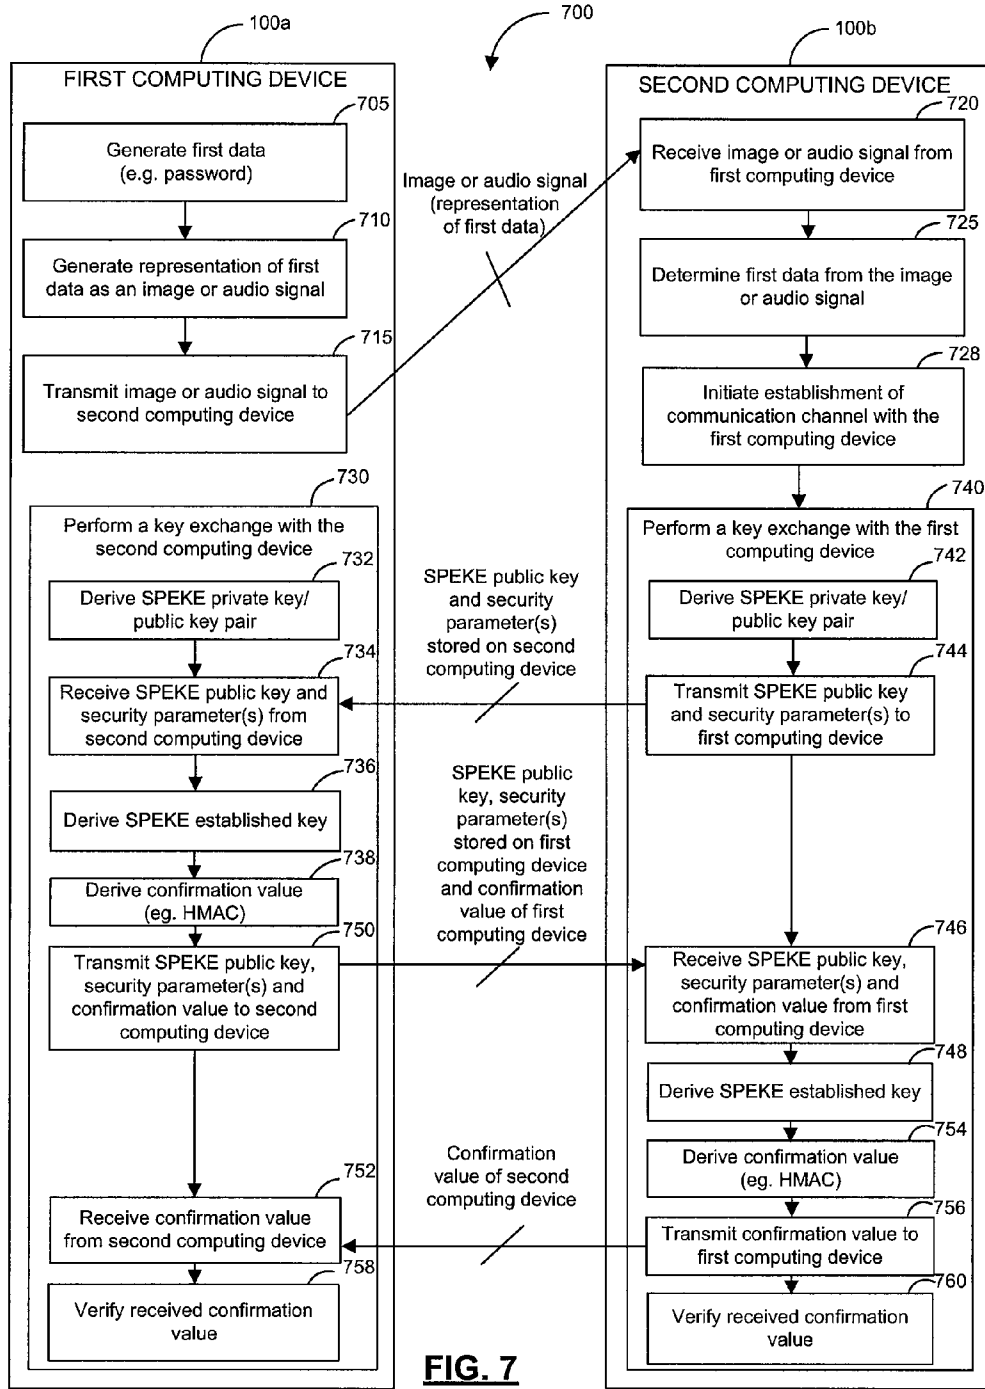 700
100a
100b
FIRST COMPUTING DEVICE
705
Generate first data
(e.g. password)
710
Generate representation of first
data as an image or audio signal
715
Transmit image or audio signal to
second computing device
Image or audio signal
(representation
of first data)
SECOND COMPUTING DEVICE
720
Receive image or audio signal from
first computing device
725
Determine first data from the image
or audio signal
728
Initiate establishment of
communication channel with the
first computing device
730
Perform a key exchange with the
second computing device
732
Derive SPEKE private key/
public key pair
734
Receive SPEKE public key and
security parameter(s) from
second computing device
736
Derive SPEKE established key
738
Derive confirmation value
(eg. HMAC)
750
Transmit SPEKE public key,
security parameter(s) and
confirmation value to second
computing device
752
Receive confirmation value
from second computing device
758
Verify received confirmation
value
SPEKE public key
and security
parameter(s)
stored on second
computing device
SPEKE public
key, security
parameter(s)
stored on first
computing device
and confirmation
value of first
computing device
Confirmation
value of second
computing device
740
Perform a key exchange with the first
computing device
742
Derive SPEKE private key/
public key pair
744
Transmit SPEKE public key
and security parameter(s) to
first computing device
746
Receive SPEKE public key,
security parameter(s) and
confirmation value from first
computing device
748
Derive SPEKE established key
754
Derive confirmation value
(eg. HMAC)
756
Transmit confirmation value to
first computing device
760
Verify received confirmation
value
FIG. 7